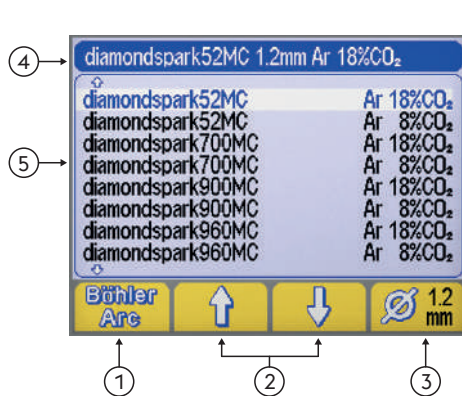 4
diamondspark52MC 1.2mm Ar 18%CO₂
5
diamondspark52MC Ar 18%CO₂
diamondspark52MC Ar 8%CO₂
diamondspark700MC Ar 18%CO₂
diamondspark700MC Ar 8%CO₂
diamondspark900MC Ar 18%CO₂
diamondspark900MC Ar 8%CO₂
diamondspark960MC Ar 18%CO₂
diamondspark960MC Ar 8%CO₂
Böhler
Arc
1.2
mm
1
2
3